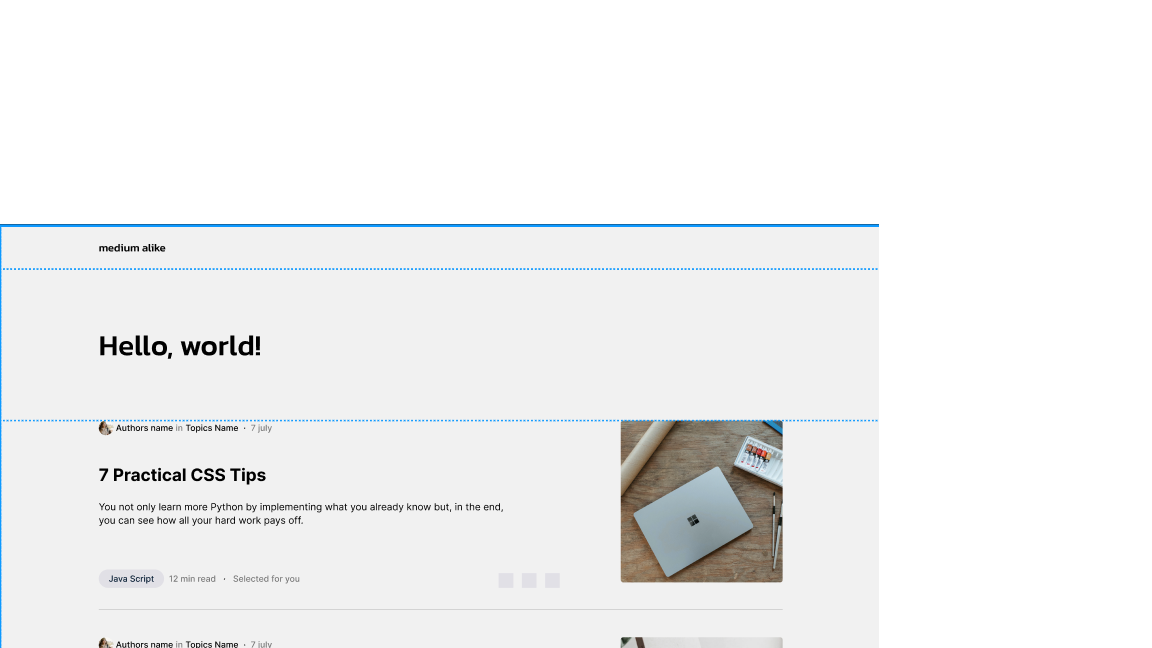 medium alike
Hello, world!
Authors name in Topics Name · 7 july
7 Practical CSS Tips
You not only learn more Python by implementing what you already know but, in the end,
you can see how all your hard work pays off.
Java Script 12 min read · Selected for you
Authors name in Topics Name · 7 july